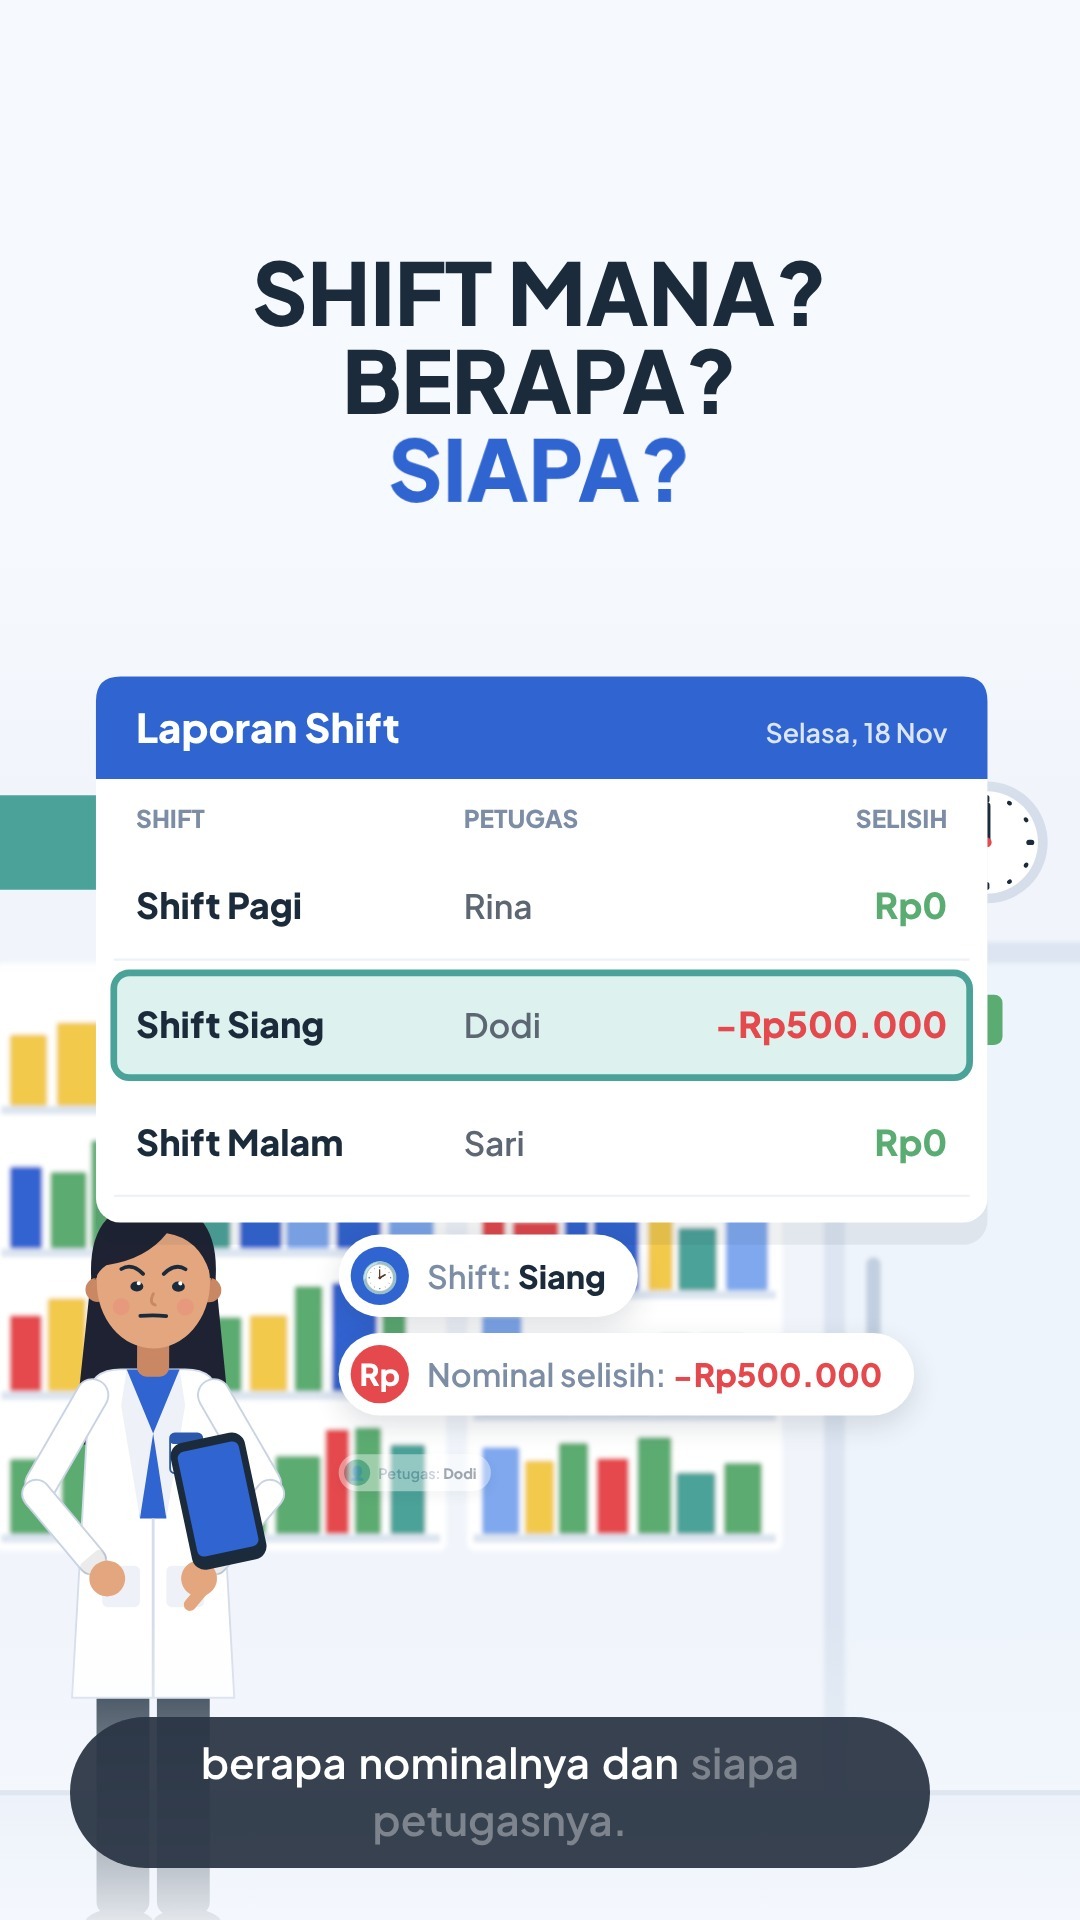 SHIFT MANA?
BERAPA?
SIAPA?
Laporan Shift
Selasa, 18 Nov
SHIFT PETUGAS SELISIH
Shift Pagi Rina Rp0
Shift Siang Dodi -Rp500.000
Shift Malam Sari Rp0
Shift: Siang
Rp Nominal selisih: -Rp500.000
Petugas: Dodi
berapa nominalnya dan siapa
petugasnya.